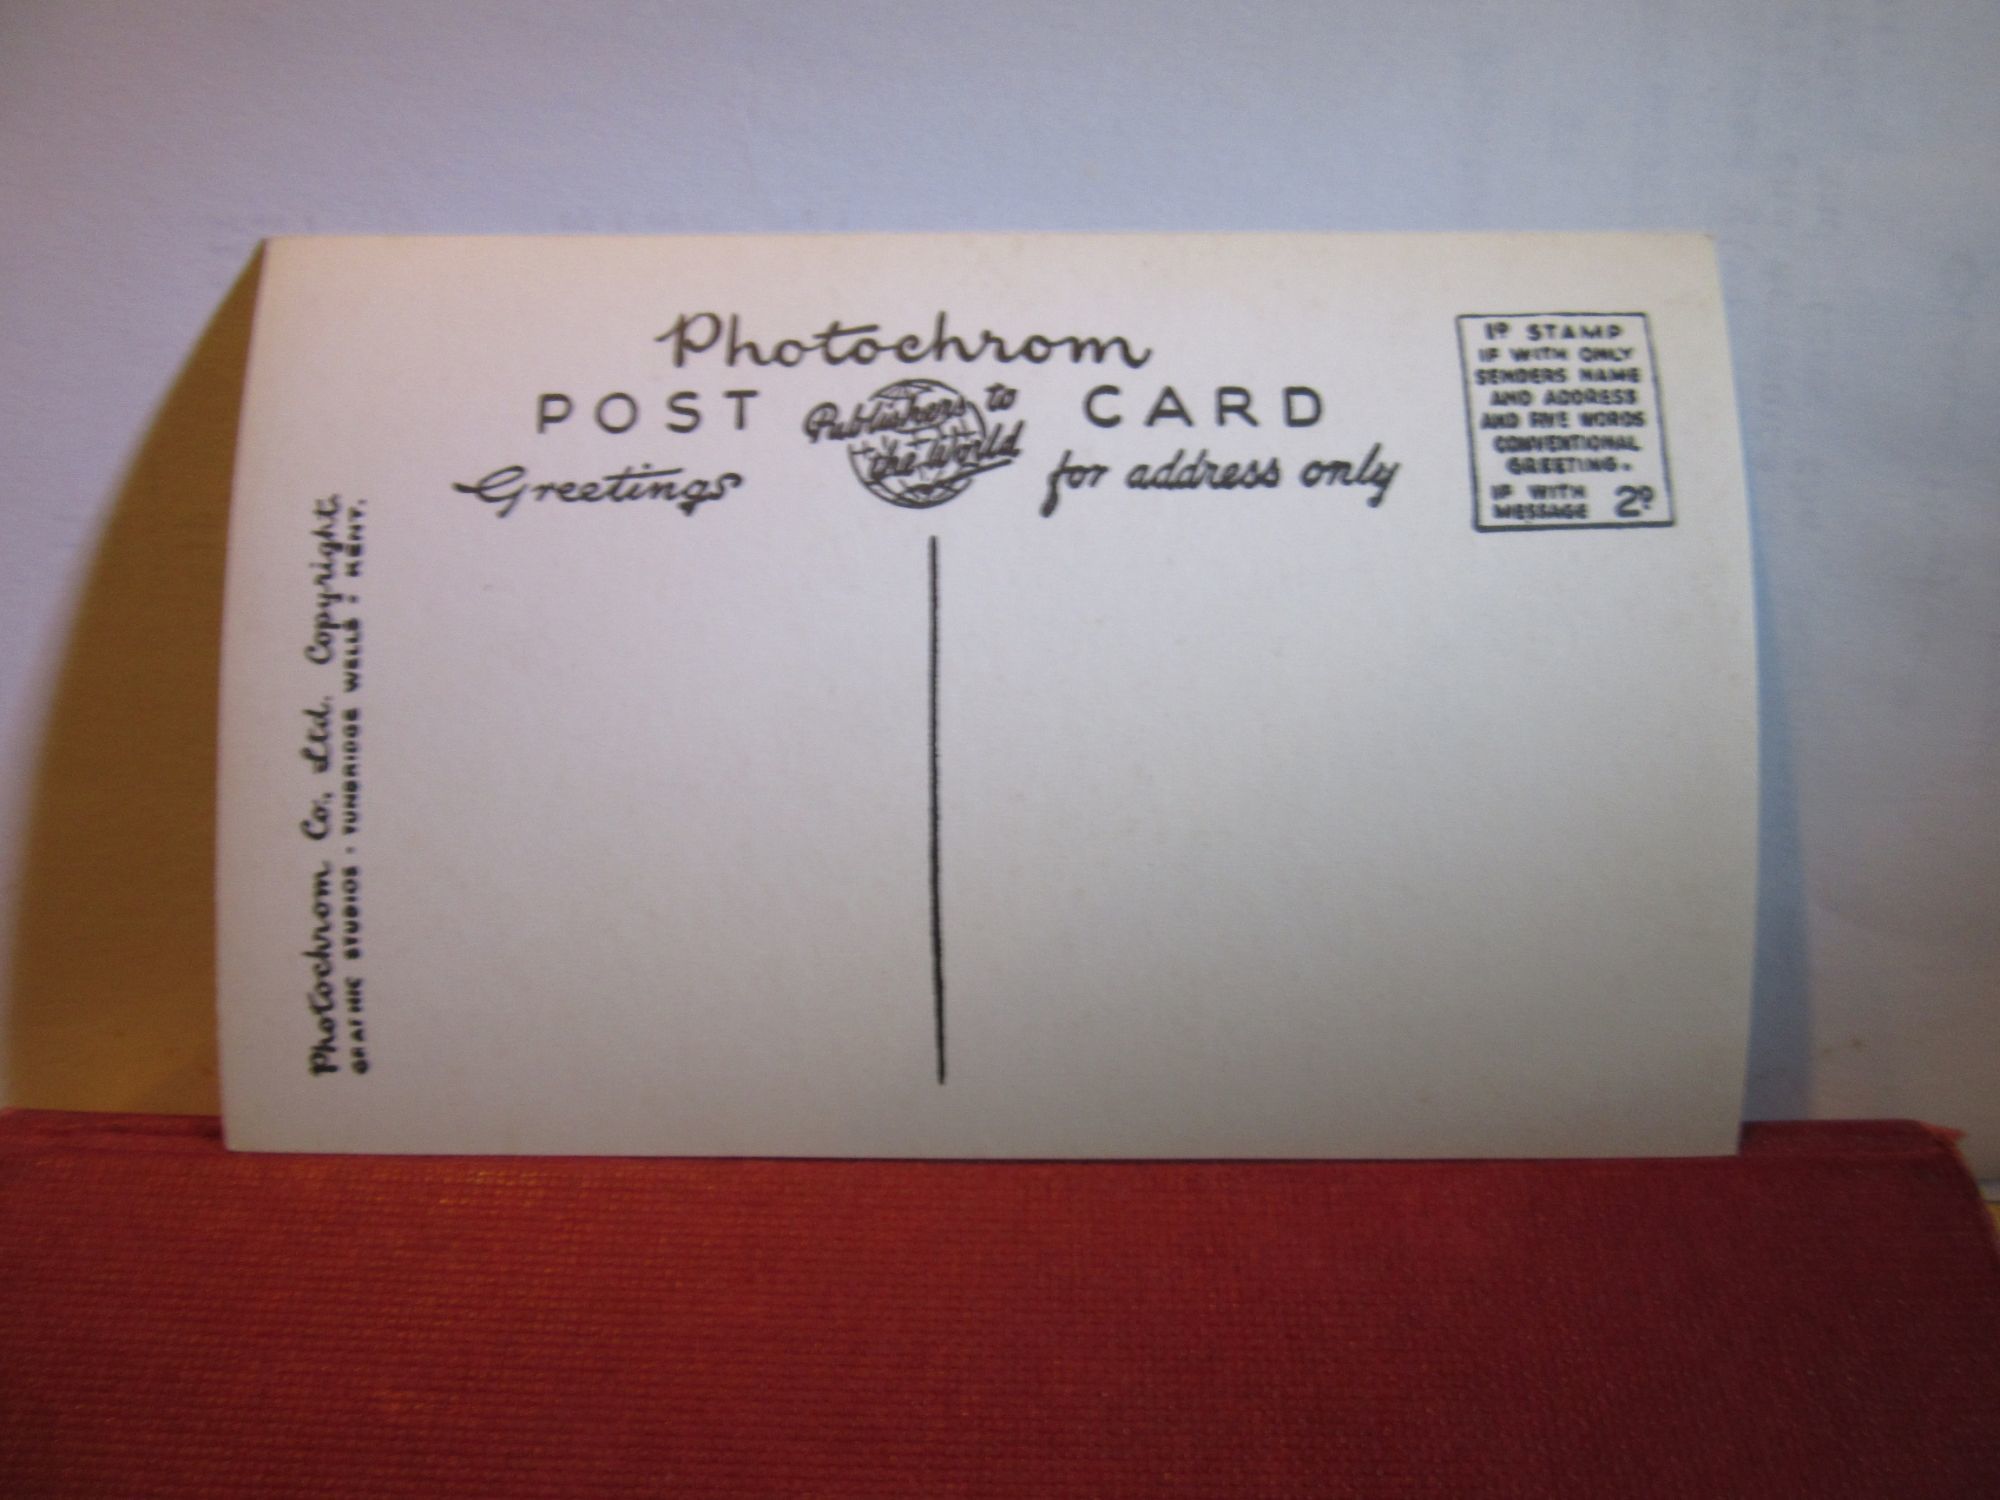 Photochrom
POST CARD
Publishers to
the World
Greetings
for address only
1D STAMP
IF WITH ONLY
SENDERS NAME
AND ADDRESS
AND FIVE WORDS
CONVENTIONAL
GREETING.
IF WITH
MESSAGE 2D
Photochrom Co., Ltd. Copyright.
GRAPHIC STUDIOS · TUNBRIDGE WELLS : KENT.